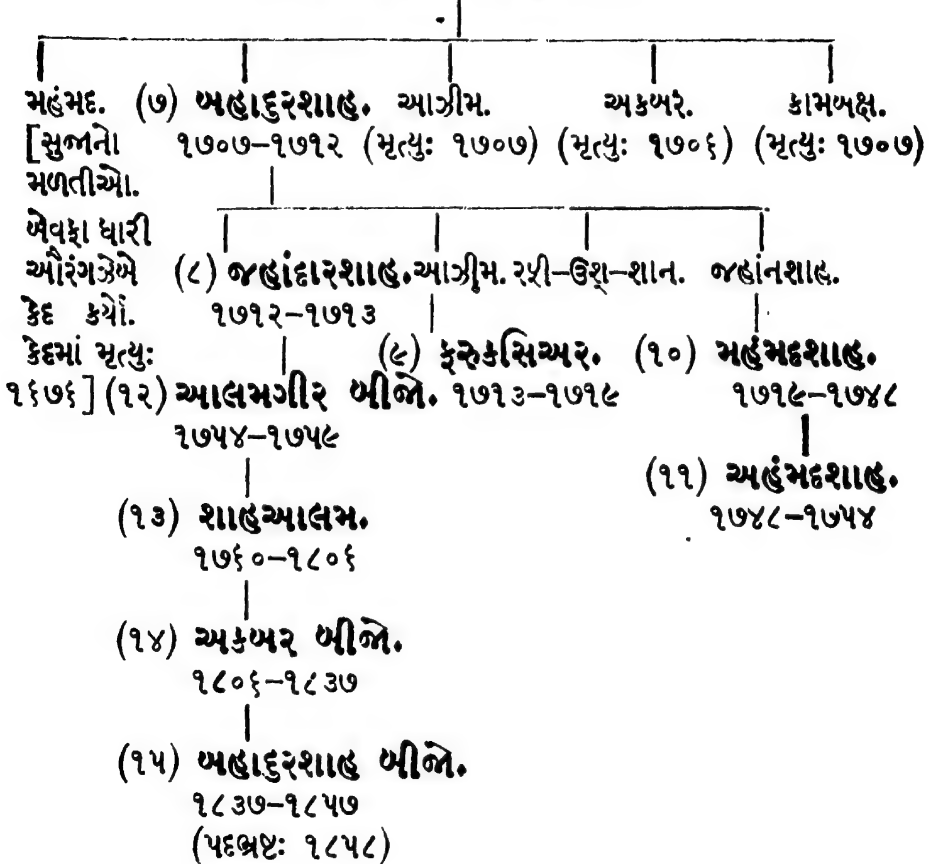 મહંમદ. (૭) બહાદુરશાહ. આઝીમ. અકબર. કામબક્ષ.
[સુજાનો ૧૭૦૭–૧૭૧૨ (મૃત્યુઃ ૧૭૦૭) (મૃત્યુઃ ૧૭૦૬) (મૃત્યુઃ ૧૭૦૭)
મળતીઓ.
બેવફા ધારી
ઔરંગઝેબે (૮) જહાંદારશાહ. આઝીમ. રફી–ઉશ્–શાન. જહાંનશાહ.
કેદ કર્યો. ૧૭૧૨–૧૭૧૩
કેદમાં મૃત્યુઃ (૯) ફરુકસિઅર. (૧૦) મહંમદશાહ.
૧૬૭૬] (૧૨) આલમગીર બીજો. ૧૭૧૩–૧૭૧૯ ૧૭૧૯–૧૭૪૮
૧૭૫૪–૧૭૫૯
(૧૧) અહંમદશાહ.
(૧૩) શાહઆલમ. ૧૭૪૮–૧૭૫૪
૧૭૬૦–૧૮૦૬
(૧૪) અકબર બીજો.
૧૮૦૬–૧૮૩૭
(૧૫) બહાદુરશાહ બીજો.
૧૮૩૭–૧૮૫૭
(પદભ્રષ્ટઃ ૧૮૫૮)